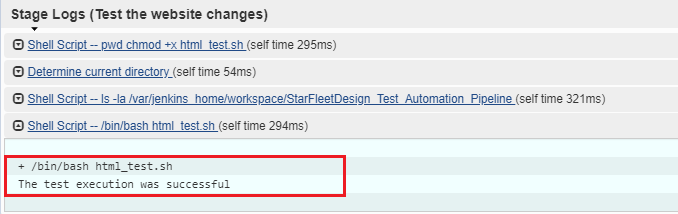 Stage Logs (Test the website changes)
Shell Script -- pwd chmod +x html_test.sh (self time 295ms)
Determine current directory (self time 54ms)
Shell Script -- ls -la /var/jenkins_home/workspace/StarFleetDesign_Test_Automation_Pipeline (self time 321ms)
Shell Script -- /bin/bash html_test.sh (self time 294ms)
+ /bin/bash html_test.sh
The test execution was successful